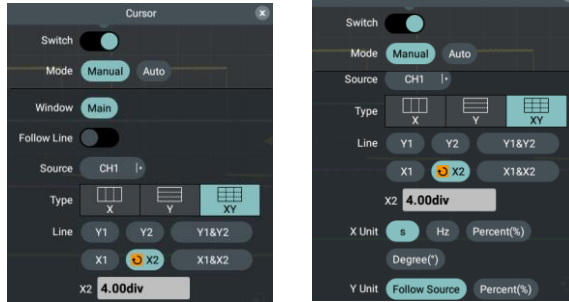 Cursor
Switch
Mode Manual Auto
Window Main
Follow Line
Source CH1
Type X Y XY
Line Y1 Y2 Y1&Y2
X1 X2 X1&X2
X2 4.00div
Switch
Mode Manual Auto
Source CH1
Type X Y XY
Line Y1 Y2 Y1&Y2
X1 X2 X1&X2
X2 4.00div
X Unit s Hz Percent(%)
Degree(°)
Y Unit Follow Source Percent(%)